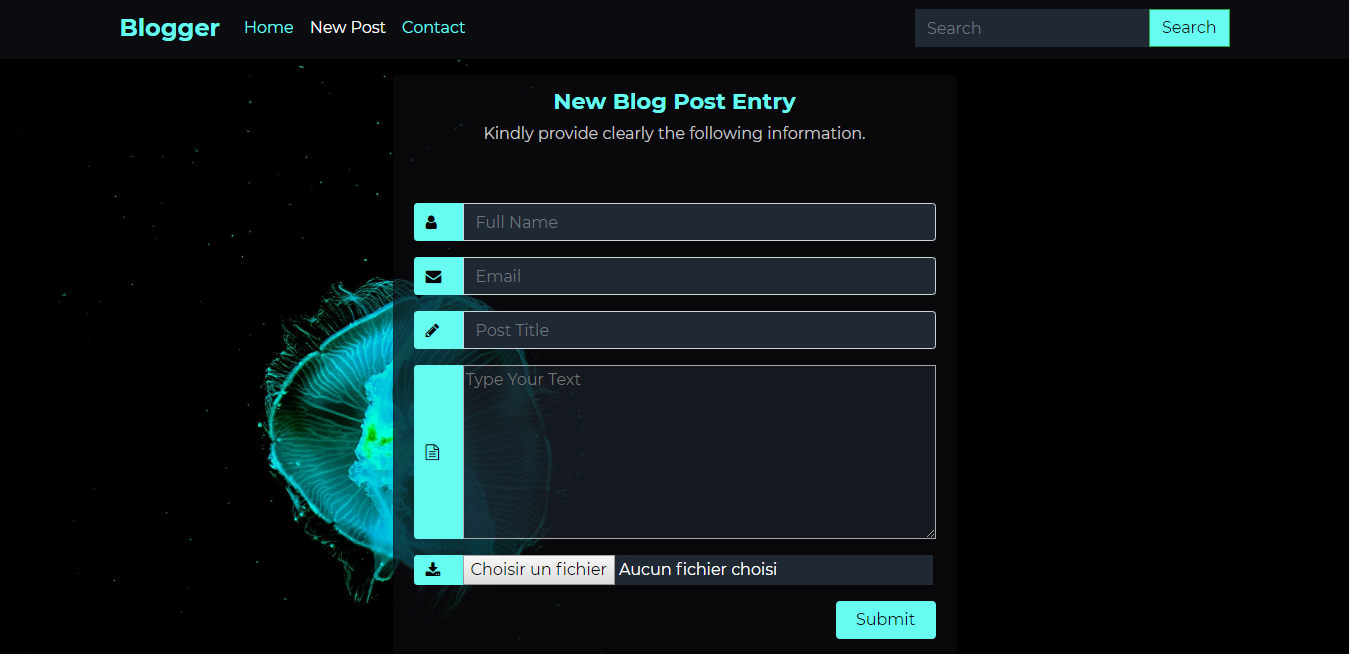 Blogger Home New Post Contact Search Search
New Blog Post Entry
Kindly provide clearly the following information.
Full Name
Email
Post Title
Type Your Text
Choisir un fichier Aucun fichier choisi
Submit